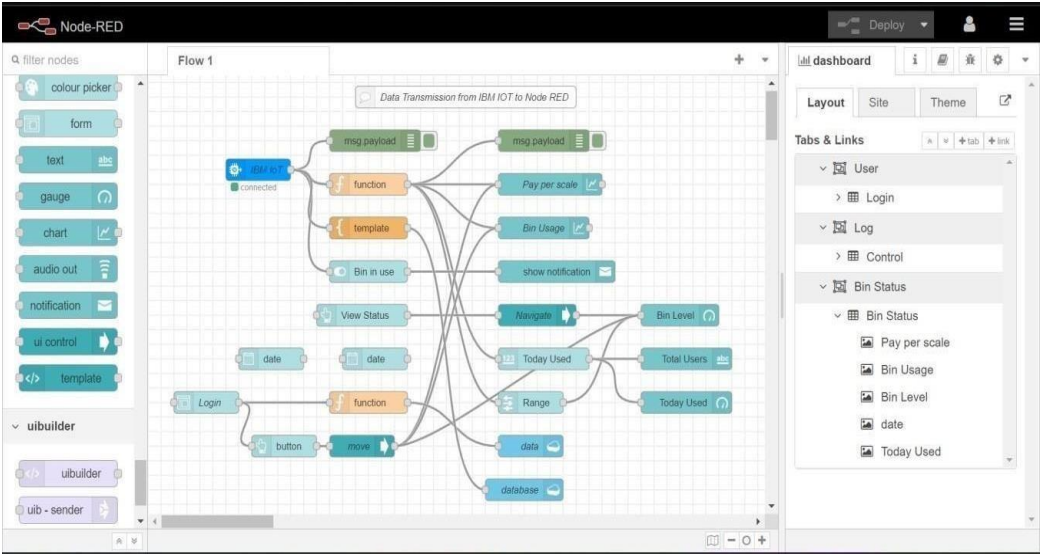 Node-RED
Deploy
filter nodes
Flow 1
dashboard
i
colour picker
form
text
abc
gauge
chart
audio out
notification
ui control
template
uibuilder
uibuilder
uib - sender
Data Transmission from IBM IOT to Node RED
msg.payload
msg.payload
IBM IoT
connected
function
Pay per scale
template
Bin Usage
Bin in use
show notification
View Status
Navigate
Bin Level
date
date
123
Today Used
Total Users
abc
Login
function
Range
Today Used
button
move
data
database
Layout
Site
Theme
Tabs & Links
+ tab
+ link
User
Login
Log
Control
Bin Status
Bin Status
Pay per scale
Bin Usage
Bin Level
date
Today Used